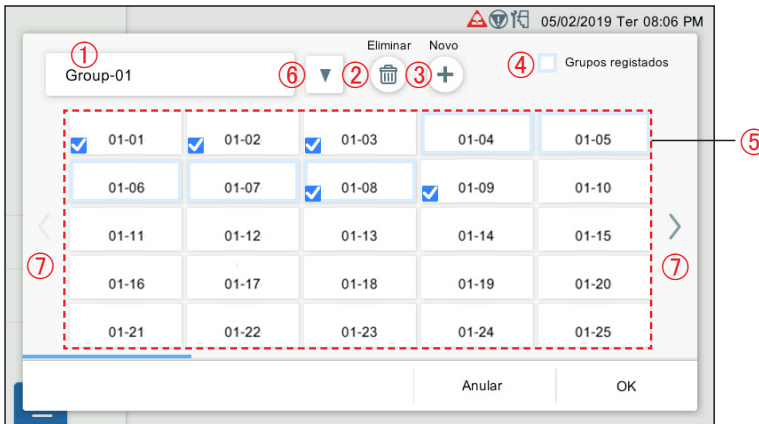 05/02/2019 Ter 08:06 PM
Eliminar Novo
① Group-01 ⑥ ▼ ② ③ + ④ Grupos registados
01-01 01-02 01-03 01-04 01-05 ⑤
01-06 01-07 01-08 01-09 01-10
01-11 01-12 01-13 01-14 01-15
⑦ 01-16 01-17 01-18 01-19 01-20 ⑦
01-21 01-22 01-23 01-24 01-25
Anular OK